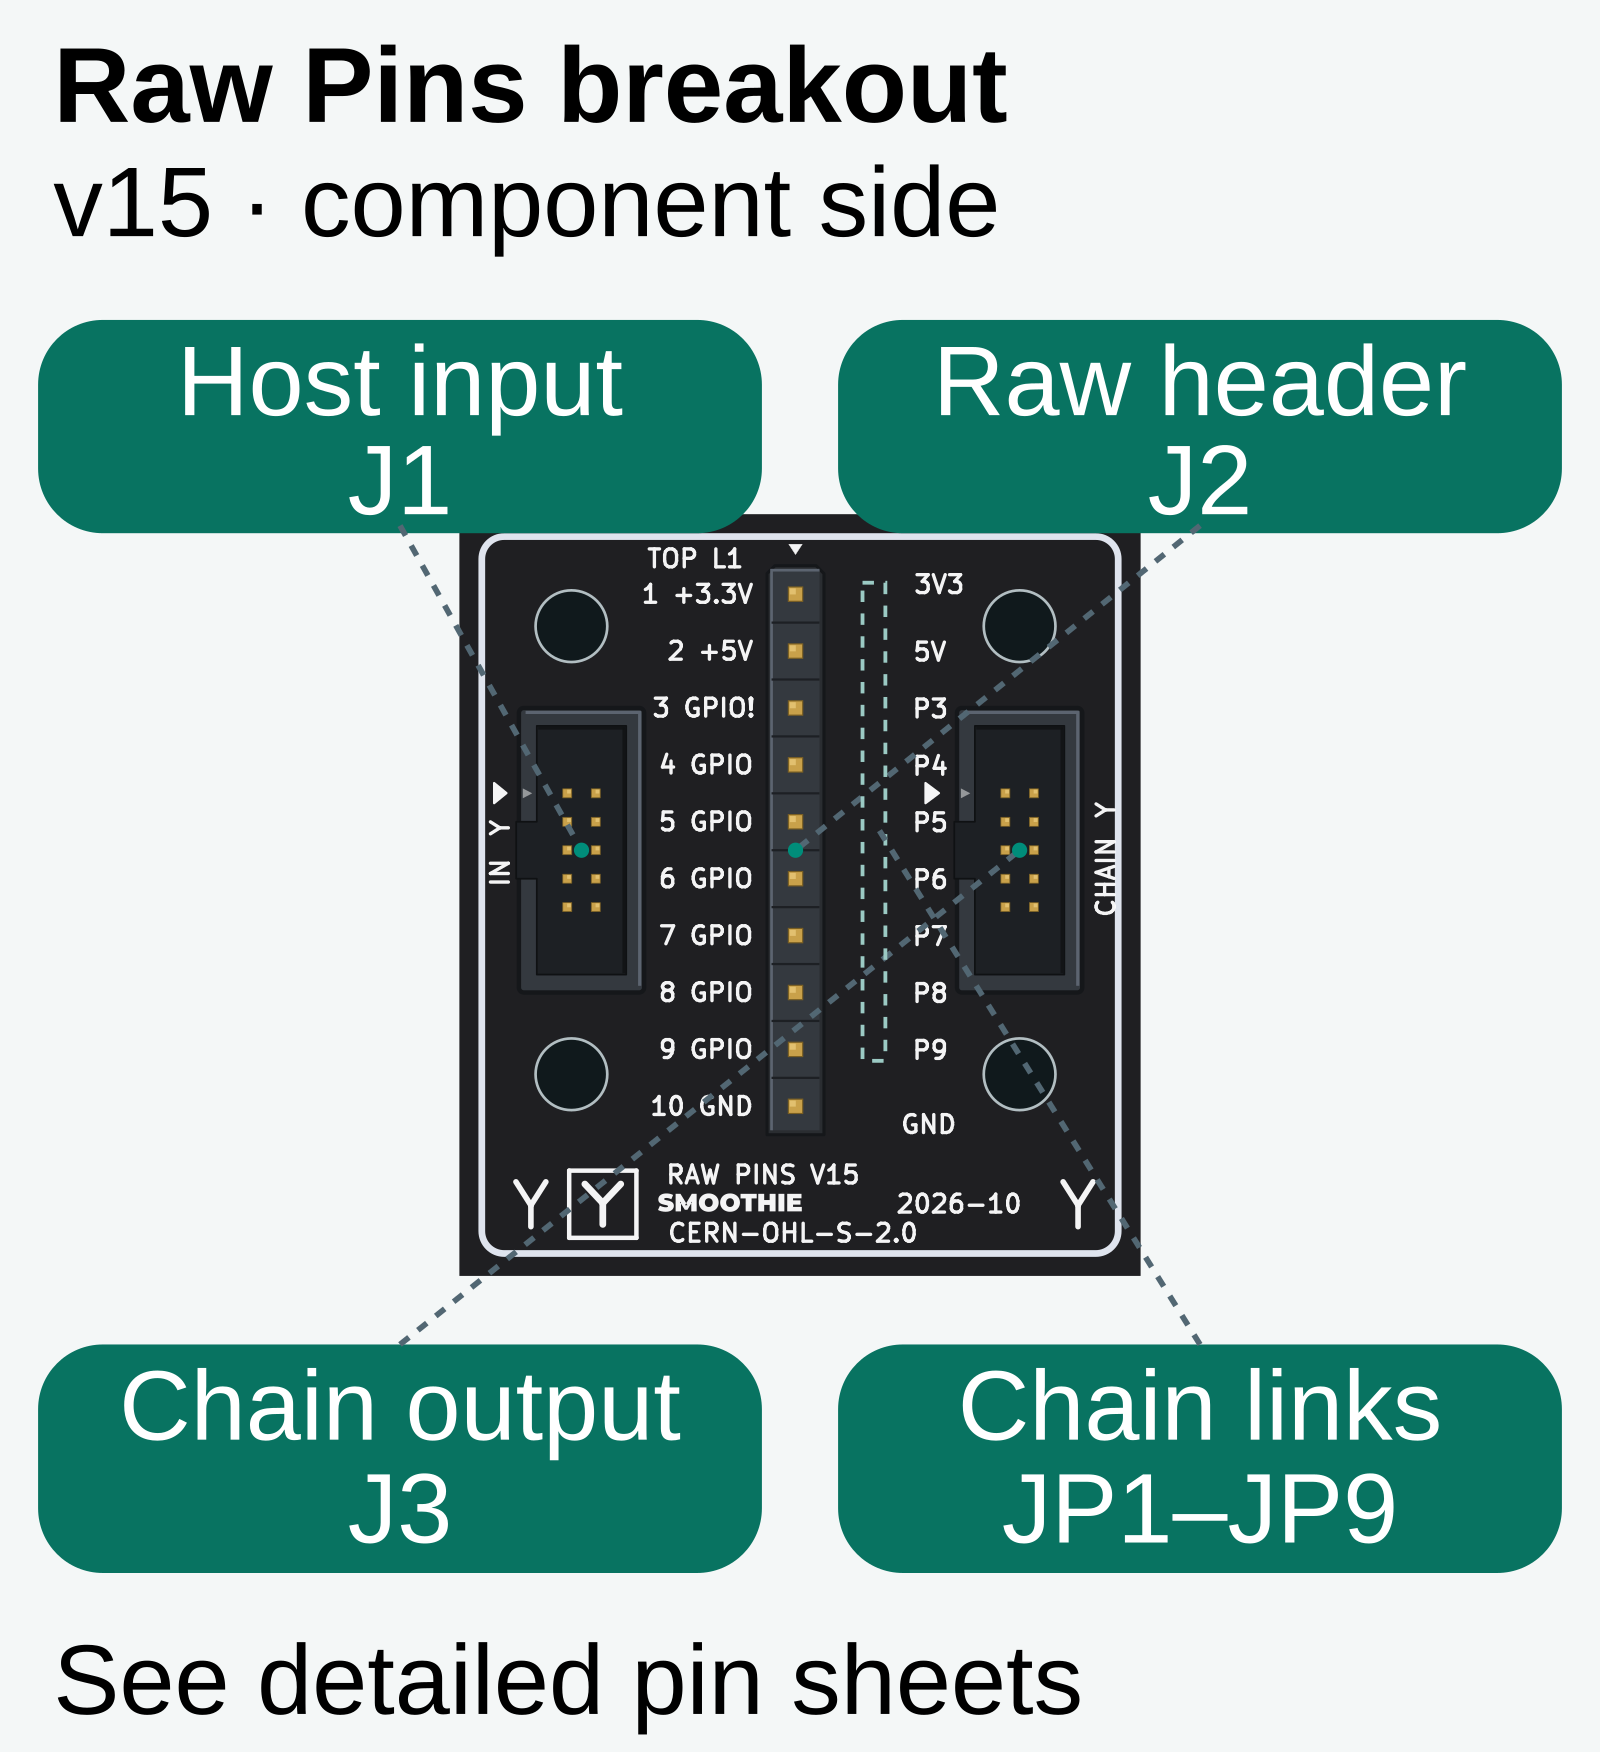 Raw Pins breakout
v15 · component side
Host input
J1
Raw header
J2
TOP L1
1 +3.3V
2 +5V
3 GPIO!
4 GPIO
5 GPIO
6 GPIO
7 GPIO
8 GPIO
9 GPIO
10 GND
3V3
5V
P3
P4
P5
P6
P7
P8
P9
GND
IN Y
CHAIN Y
RAW PINS V15
SMOOTHIE
CERN-OHL-S-2.0
2026-10
Y
Y
Y
Chain output
J3
Chain links
JP1–JP9
See detailed pin sheets